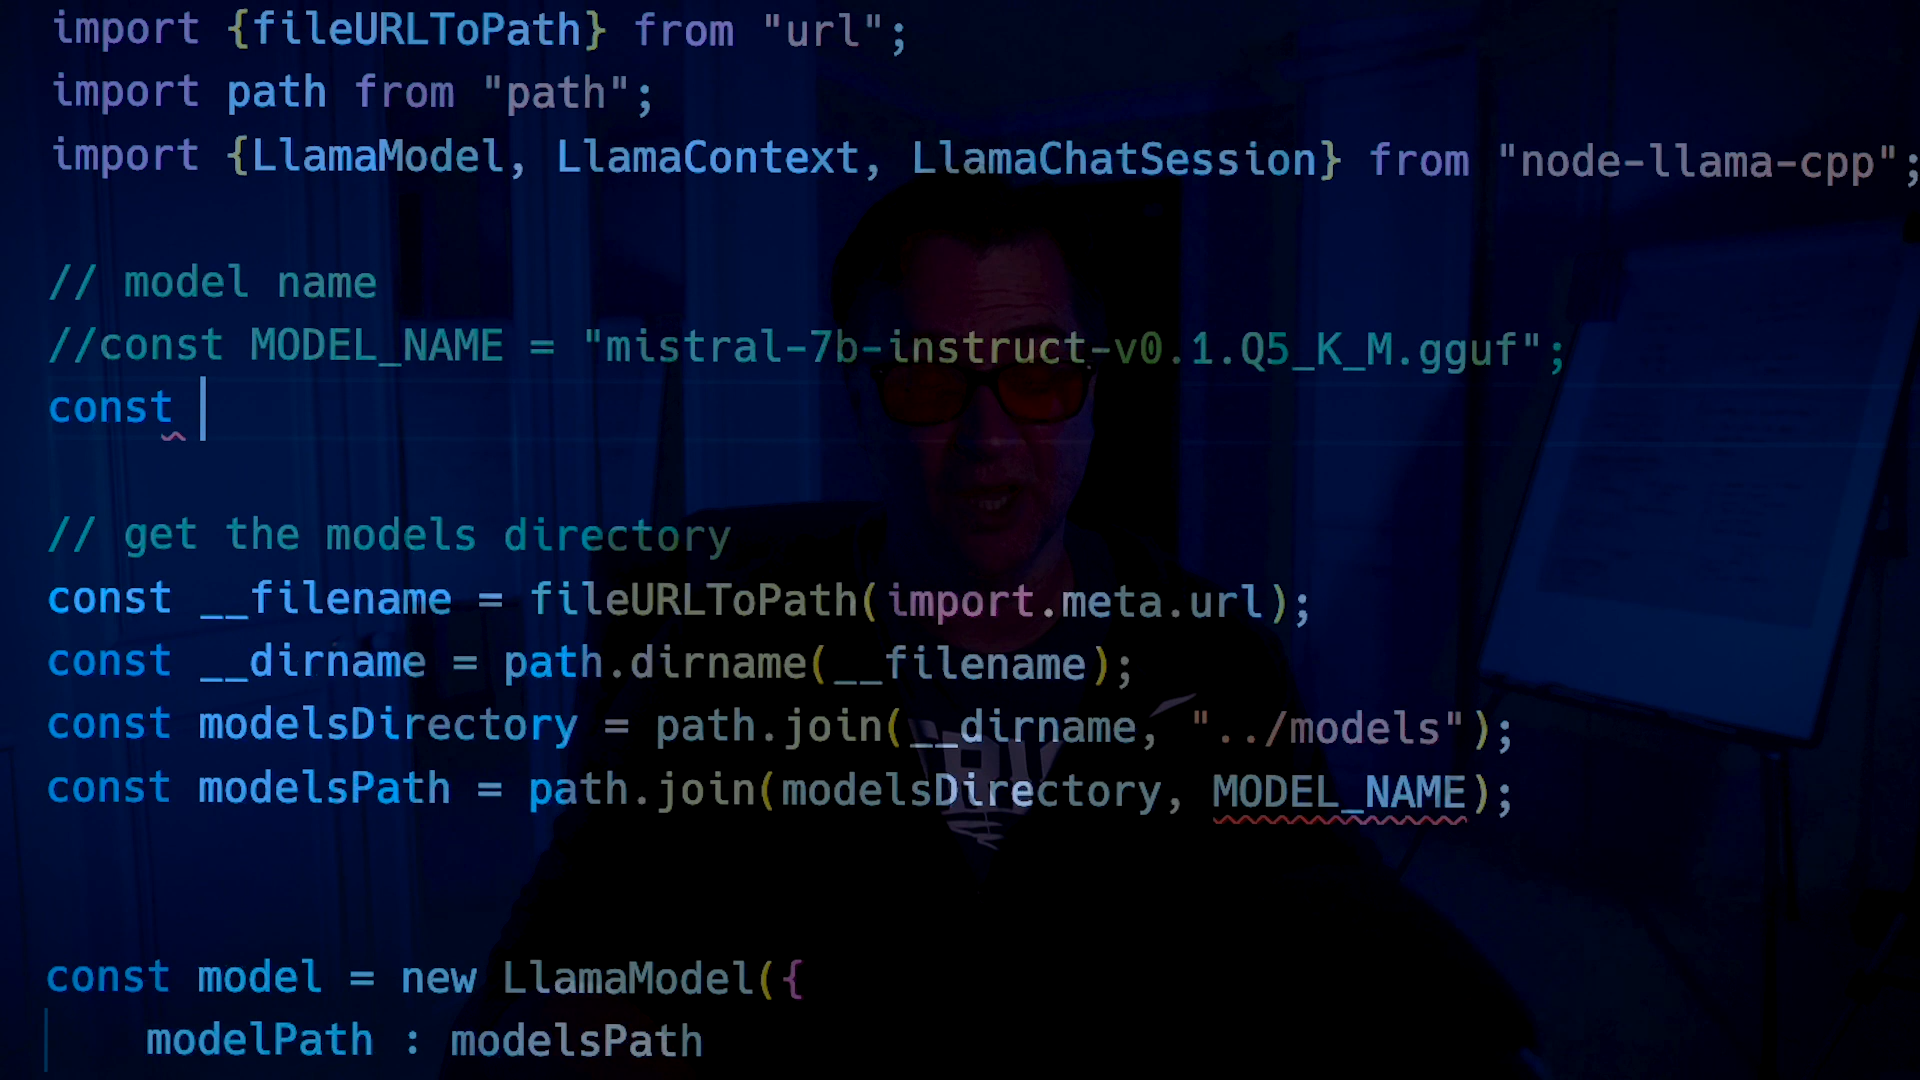 import {fileURLToPath} from "url";
import path from "path";
import {LlamaModel, LlamaContext, LlamaChatSession} from "node-llama-cpp";
// model name
//const MODEL_NAME = "mistral-7b-instruct-v0.1.Q5_K_M.gguf";
const
// get the models directory
const __filename = fileURLToPath(import.meta.url);
const __dirname = path.dirname(__filename);
const modelsDirectory = path.join(__dirname, "../models");
const modelsPath = path.join(modelsDirectory, MODEL_NAME);
const model = new LlamaModel({
modelPath : modelsPath